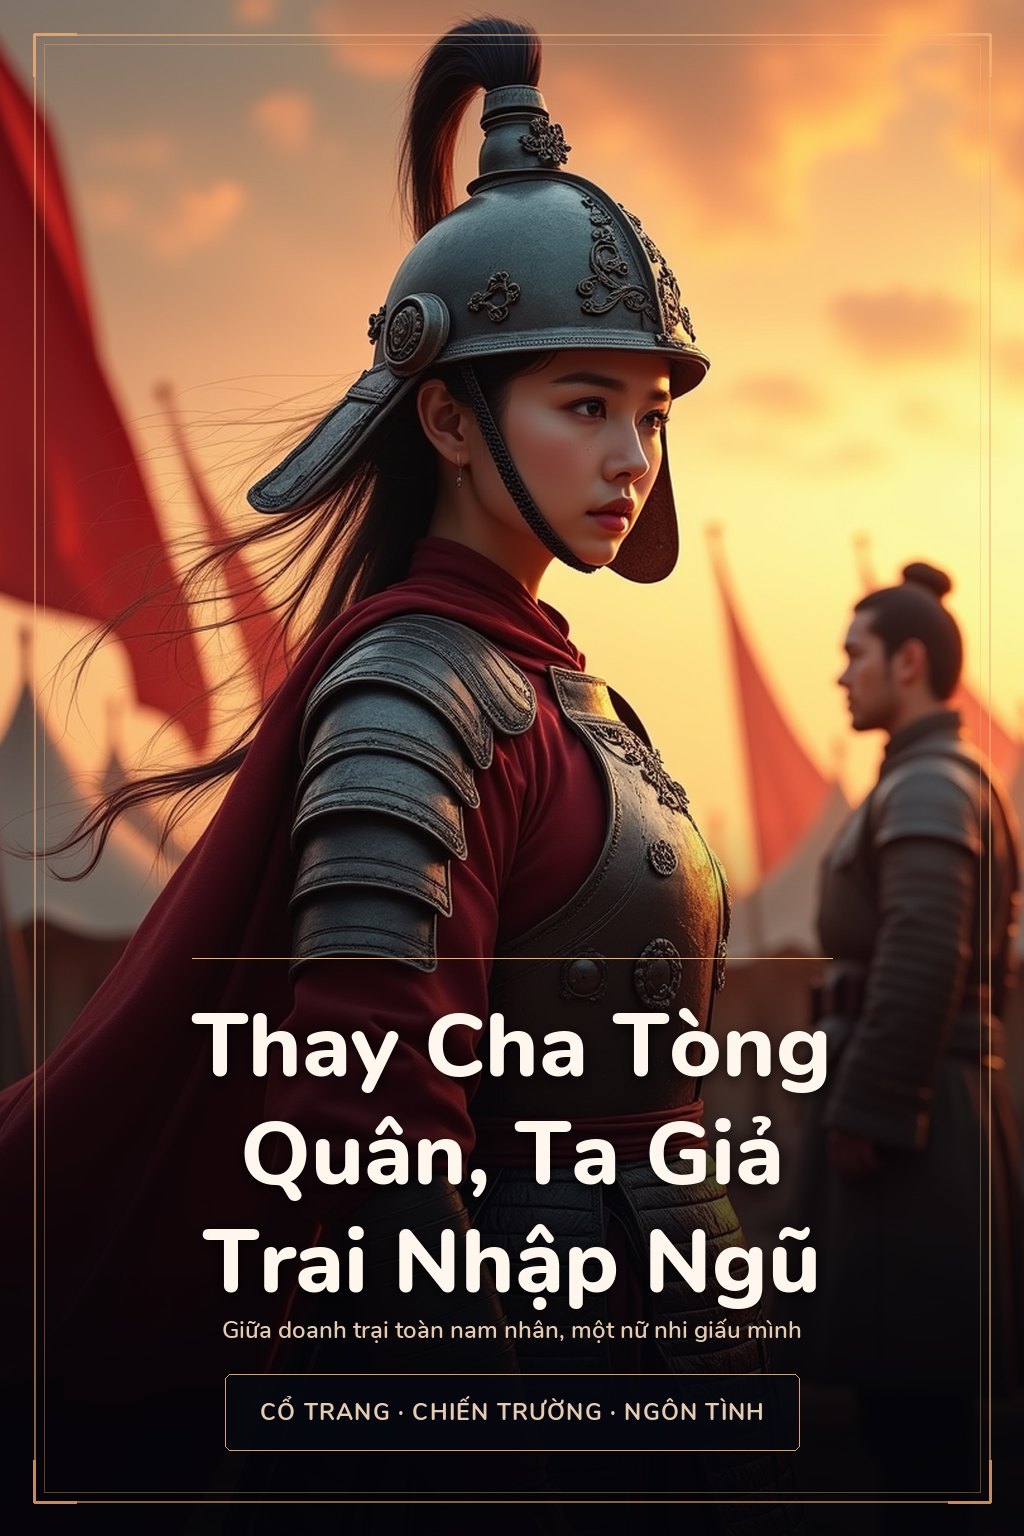 Thay Cha Tòng
Quân, Ta Giả
Trai Nhập Ngũ
Giữa doanh trại toàn nam nhân, một nữ nhi giấu mình
CỔ TRANG · CHIẾN TRƯỜNG · NGÔN TÌNH